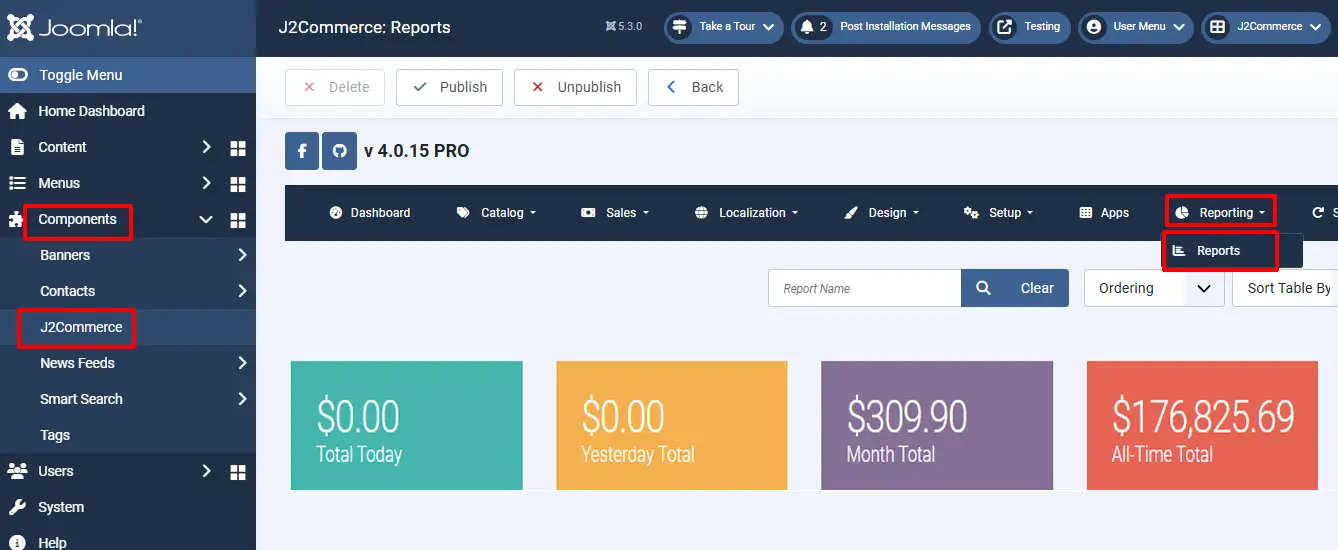 Joomla!
J2Commerce: Reports
5.3.0
Take a Tour
2 Post Installation Messages
Testing
User Menu
J2Commerce
Toggle Menu
Home Dashboard
Content
Menus
Components
Banners
Contacts
J2Commerce
News Feeds
Smart Search
Tags
Users
System
Help
Delete
Publish
Unpublish
Back
v 4.0.15 PRO
Dashboard
Catalog
Sales
Localization
Design
Setup
Apps
Reporting
S
Reports
Report Name
Clear
Ordering
Sort Table By
$0.00
Total Today
$0.00
Yesterday Total
$309.90
Month Total
$176,825.69
All-Time Total